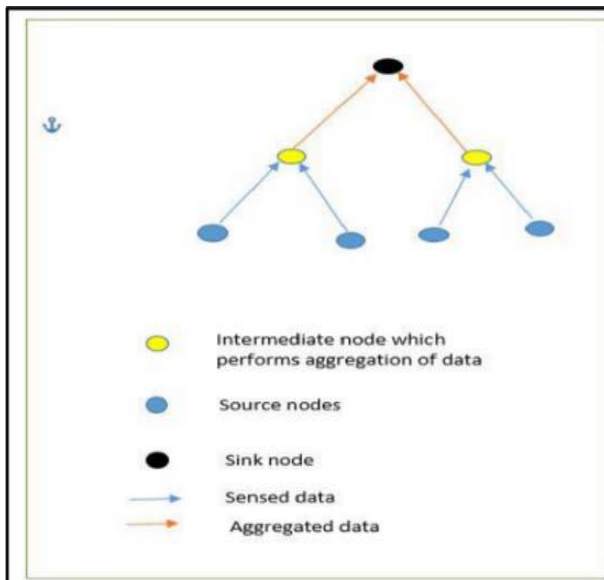 Intermediate node which
performs aggregation of data
Source nodes
Sink node
Sensed data
Aggregated data